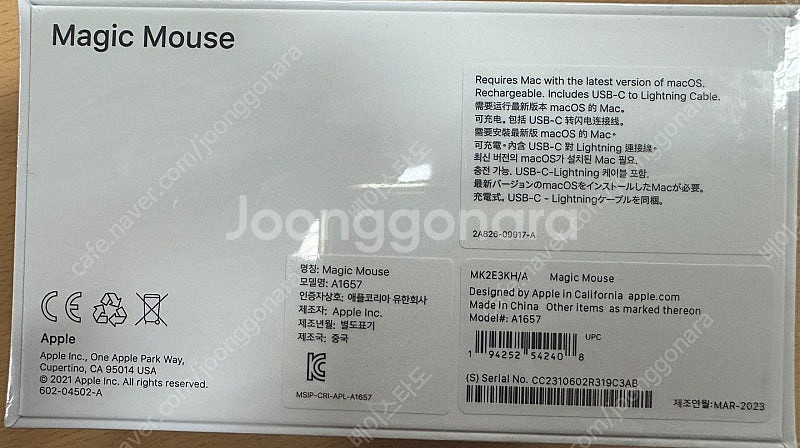 Magic Mouse
Requires Mac with the latest version of macOS.
Rechargeable. Includes USB-C to Lightning Cable.
需要运行最新版本 macOS 的 Mac。
可充电。包括 USB-C 转闪电连接线。
需要安裝最新版 macOS 的 Mac。
可充電。內含 USB-C 對 Lightning 連接線。
최신 버전의 macOS가 설치된 Mac 필요.
충전 가능. USB-C-Lightning 케이블 포함.
最新バージョンのmacOSをインストールしたMacが必要。
充電式。USB-C - Lightningケーブルを同梱。
2A826-09917-A
Joonggonara
cafe.naver.com/joonggonara
명칭: Magic Mouse
모델명: A1657
인증자상호: 애플코리아 유한회사
제조자: Apple Inc.
제조년월: 별도표기
제조국: 중국
MSIP-CRI-APL-A1657
MK2E3KH/A Magic Mouse
Designed by Apple in California apple.com
Made in China Other items as marked thereon
Model#: A1657
UPC
1 94252 54240 8
(S) Serial No. CC2310602R319C3AB
제조연월:MAR-2023
CE
Apple
Apple Inc., One Apple Park Way,
Cupertino, CA 95014 USA
© 2021 Apple Inc. All rights reserved.
602-04502-A